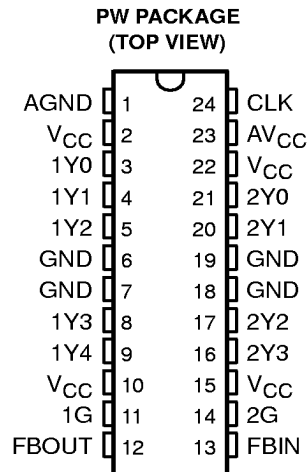 PW PACKAGE
(TOP VIEW)
AGND 1 24 CLK
VCC 2 23 AVCC
1Y0 3 22 VCC
1Y1 4 21 2Y0
1Y2 5 20 2Y1
GND 6 19 GND
GND 7 18 GND
1Y3 8 17 2Y2
1Y4 9 16 2Y3
VCC 10 15 VCC
1G 11 14 2G
FBOUT 12 13 FBIN